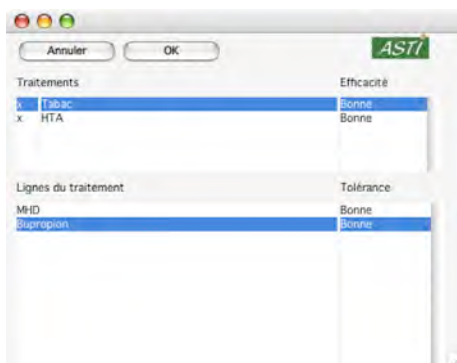 Annuler OK ASTI
Traitements Efficacité
x Tabac Bonne
x HTA Bonne
Lignes du traitement Tolérance
MHD Bonne
Bupropion Bonne